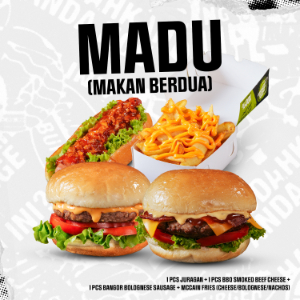 MADU
(MAKAN BERDUA)
1 PCS JURAGAN + 1 PCS BBQ SMOKED BEEF CHEESE +
1 PCS BANGOR BOLOGNESE SAUSAGE + MCCAIN FRIES (CHEESE/BOLOGNESE/NACHOS)